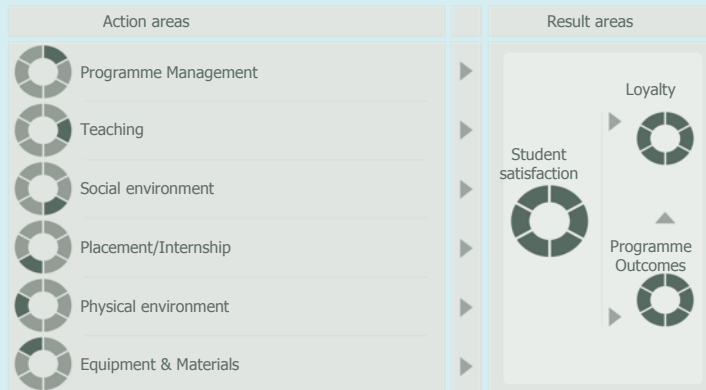 Action areas
Result areas
Programme Management
Teaching
Social environment
Placement/Internship
Physical environment
Equipment & Materials
Student
satisfaction
Loyalty
Programme
Outcomes